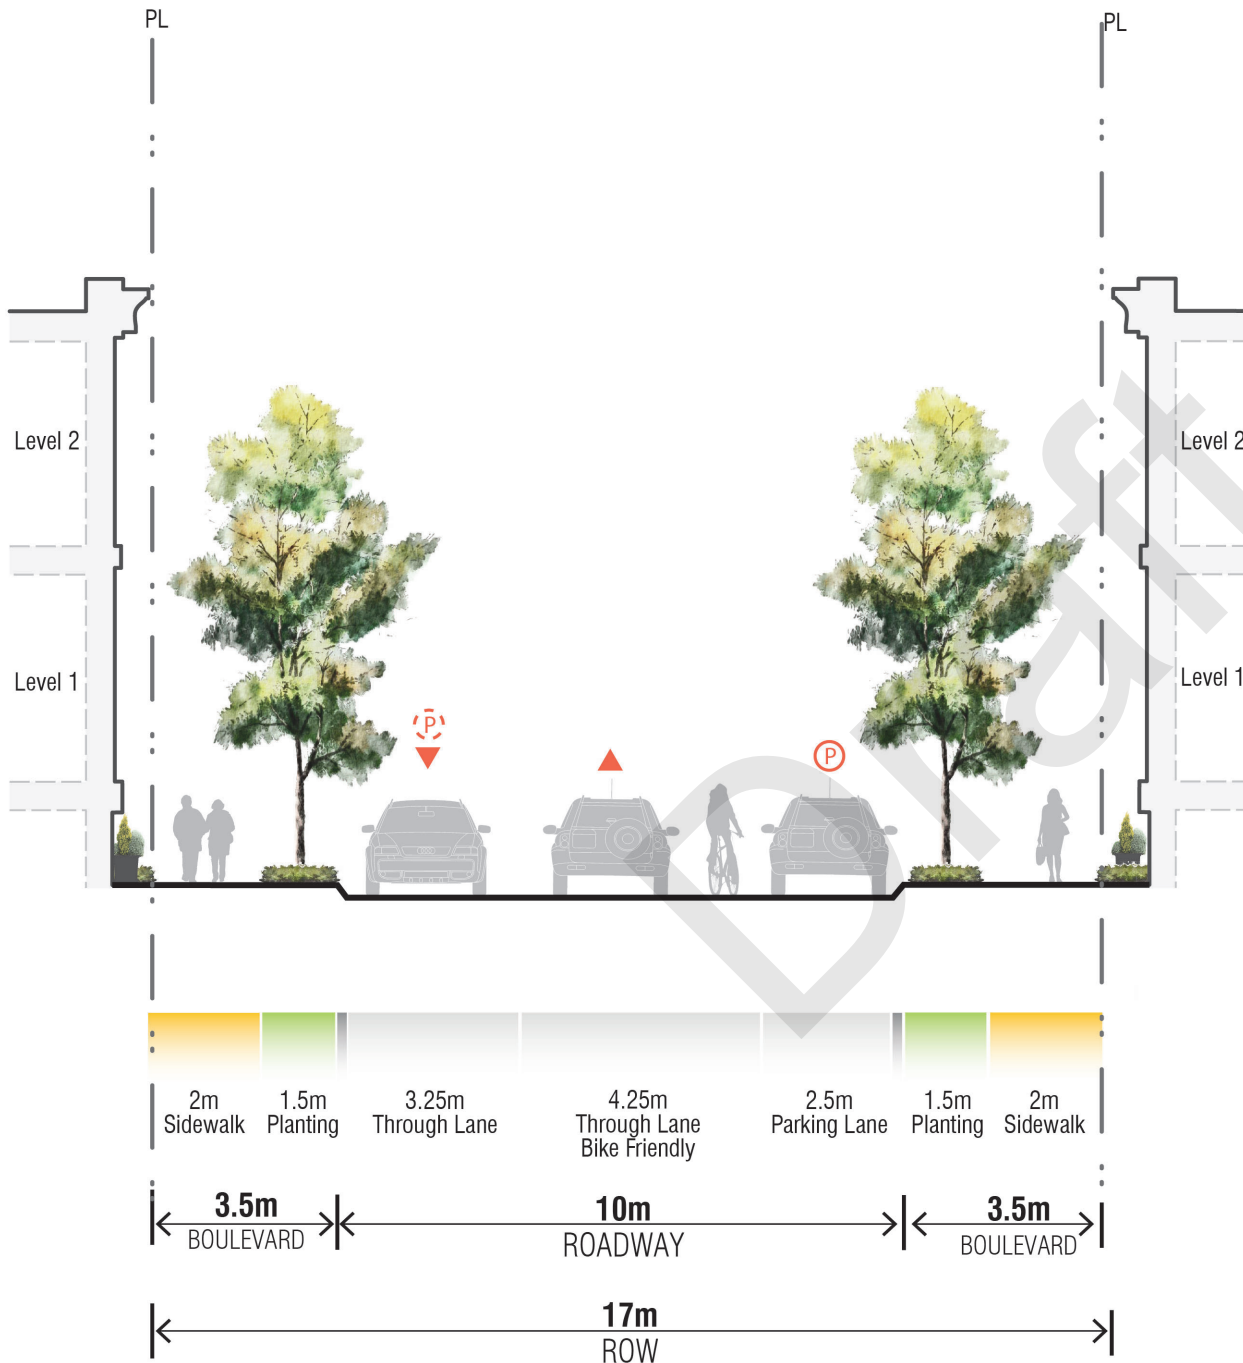 PL
PL
Level 2
Level 2
Level 1
Level 1
P
P
Draft
2m
Sidewalk
1.5m
Planting
3.25m
Through Lane
4.25m
Through Lane
Bike Friendly
2.5m
Parking Lane
1.5m
Planting
2m
Sidewalk
3.5m
BOULEVARD
10m
ROADWAY
3.5m
BOULEVARD
17m
ROW